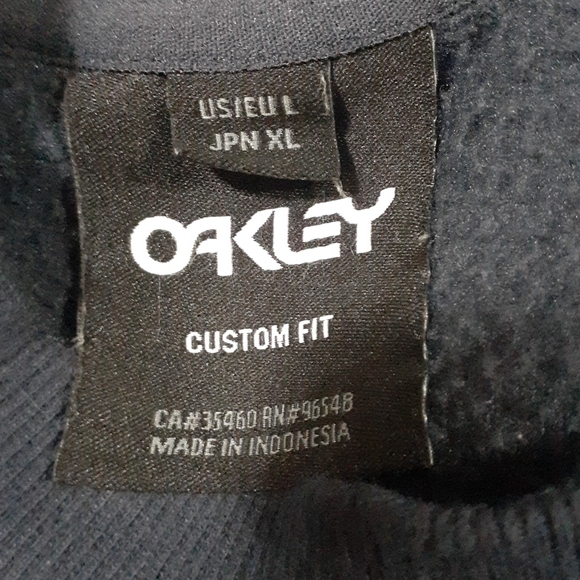 US/EU L
JPN XL
OAKLEY
CUSTOM FIT
CA#35460 RN#96548
MADE IN INDONESIA